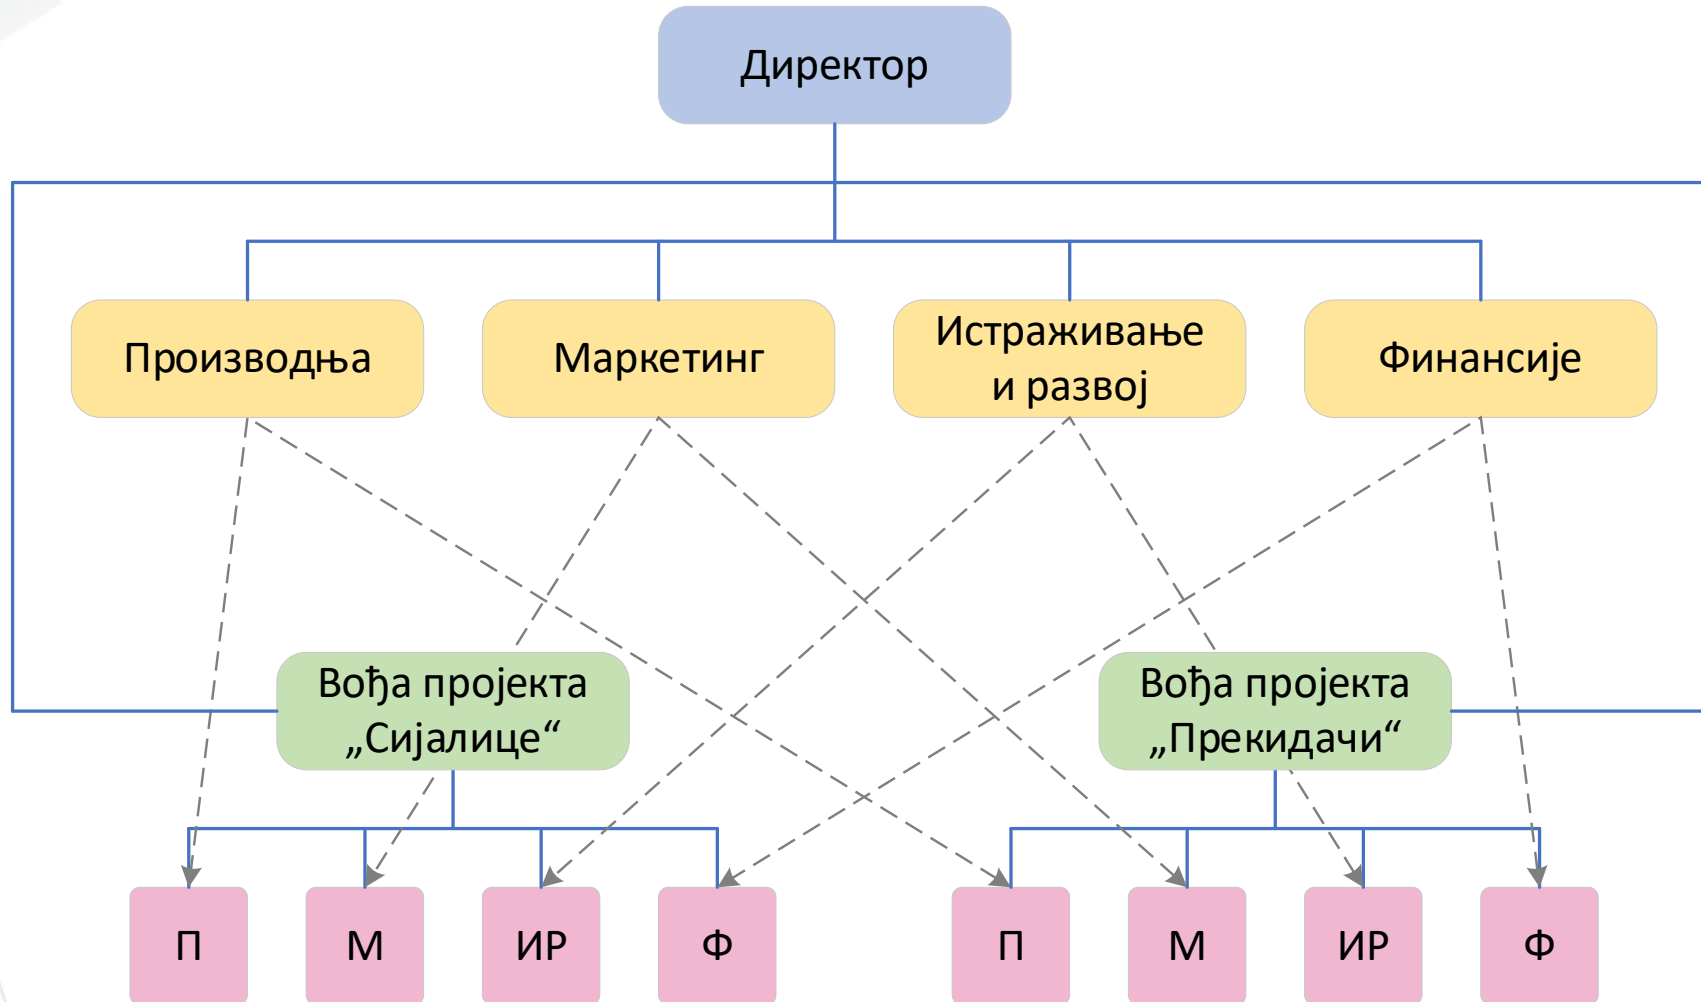 Директор
Производња
Маркетинг
Истраживање
и развој
Финансије
Вођа пројекта
„Сијалице“
Вођа пројекта
„Прекидачи“
П
М
ИР
Ф
П
М
ИР
Ф